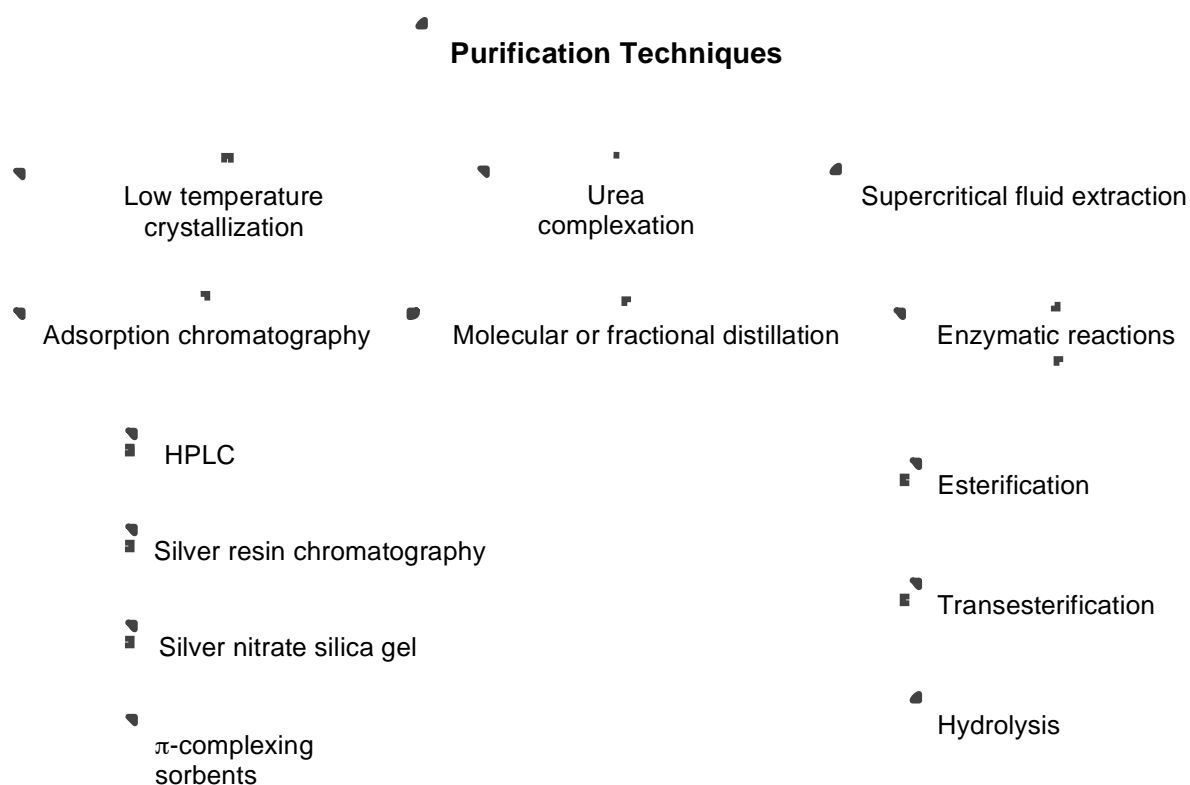 Purification Techniques
Low temperature
crystallization
Urea
complexation
Supercritical fluid extraction
Adsorption chromatography
Molecular or fractional distillation
Enzymatic reactions
HPLC
Silver resin chromatography
Silver nitrate silica gel
π-complexing
sorbents
Esterification
Transesterification
Hydrolysis